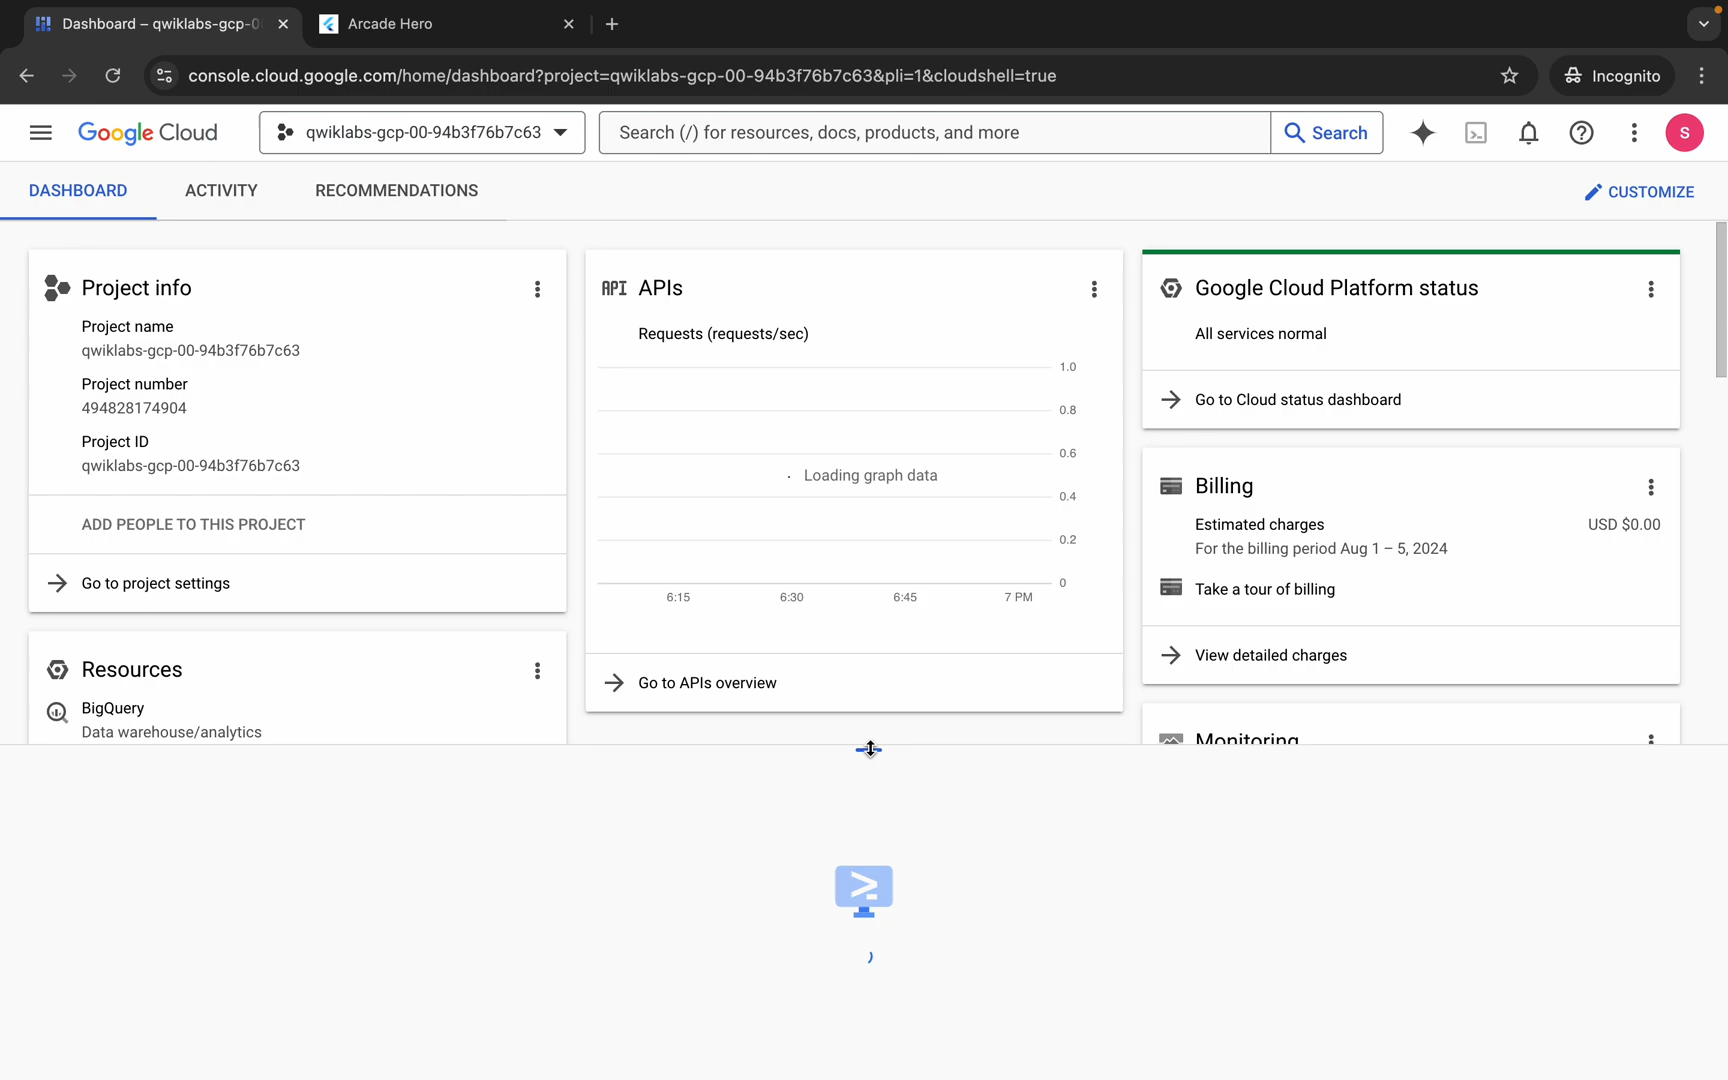 Dashboard – qwiklabs-gcp-0
Arcade Hero
console.cloud.google.com/home/dashboard?project=qwiklabs-gcp-00-94b3f76b7c63&pli=1&cloudshell=true
Incognito
Google Cloud
qwiklabs-gcp-00-94b3f76b7c63
Search (/) for resources, docs, products, and more
Search
S
DASHBOARD
ACTIVITY
RECOMMENDATIONS
CUSTOMIZE
Project info
Project name
qwiklabs-gcp-00-94b3f76b7c63
Project number
494828174904
Project ID
qwiklabs-gcp-00-94b3f76b7c63
ADD PEOPLE TO THIS PROJECT
Go to project settings
Resources
BigQuery
Data warehouse/analytics
API APIs
Requests (requests/sec)
1.0
0.8
0.6
Loading graph data
0.4
0.2
0
6:15
6:30
6:45
7 PM
Go to APIs overview
Google Cloud Platform status
All services normal
Go to Cloud status dashboard
Billing
Estimated charges
USD $0.00
For the billing period Aug 1 – 5, 2024
Take a tour of billing
View detailed charges
Monitoring